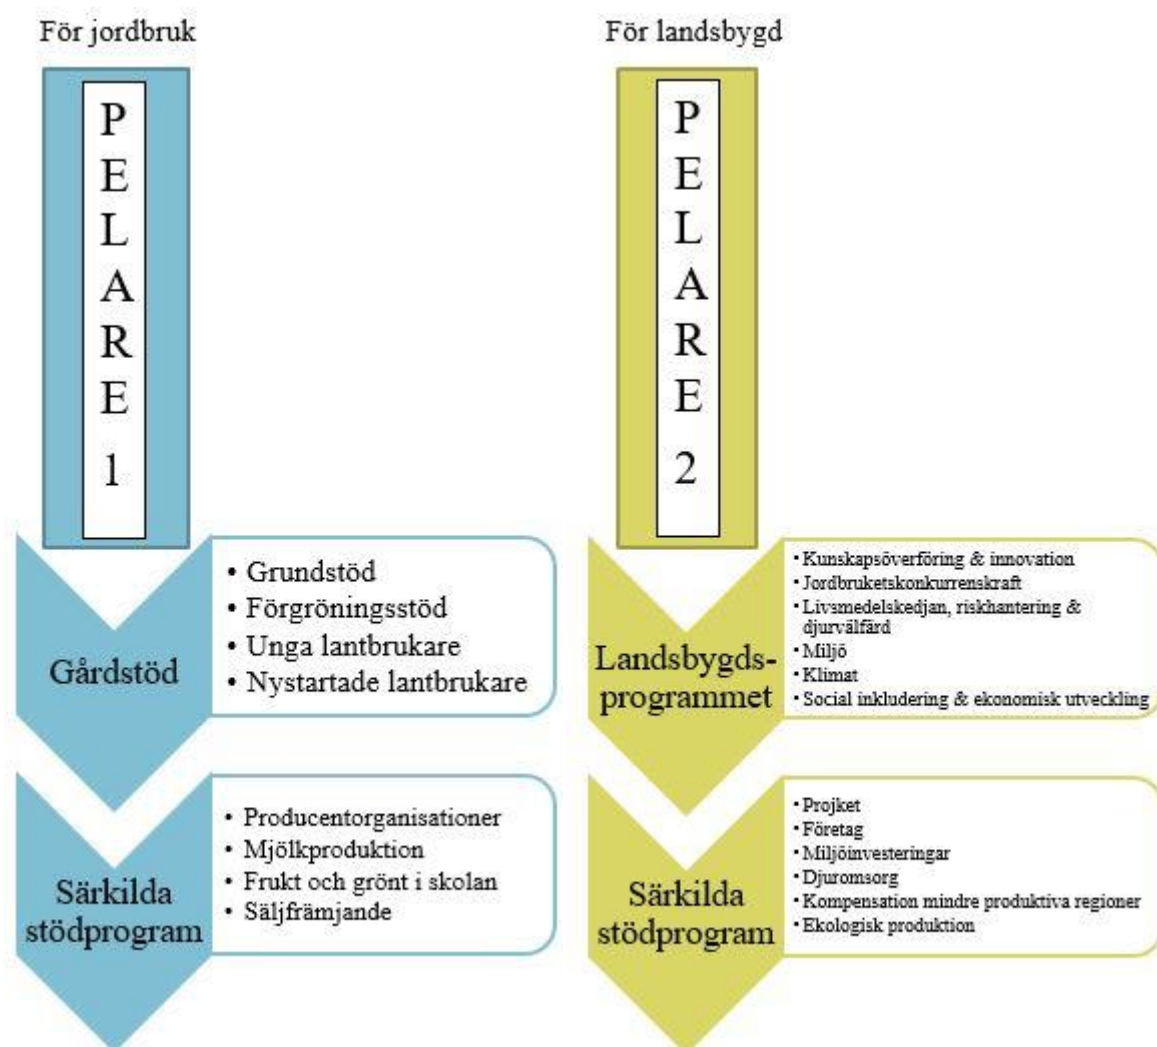 För jordbruk
PELARE 1
• Grundstöd
• Förgröningsstöd
• Unga lantbrukare
• Nystartade lantbrukare
Gårdstöd
• Producentorganisationer
• Mjölkproduktion
• Frukt och grönt i skolan
• Säljfrämjande
Särkilda
stödprogram
För landsbygd
PELARE 2
• Kunskapsöverföring & innovation
• Jordbruketskonkurrenskraft
• Livsmedelskedjan, riskhantering &
djurvälfärd
• Miljö
• Klimat
• Social inkludering & ekonomisk utveckling
Landsbygds-
programmet
• Projket
• Företag
• Miljöinvesteringar
• Djuromsorg
• Kompensation mindre produktiva regioner
• Ekologisk produktion
Särkilda
stödprogram